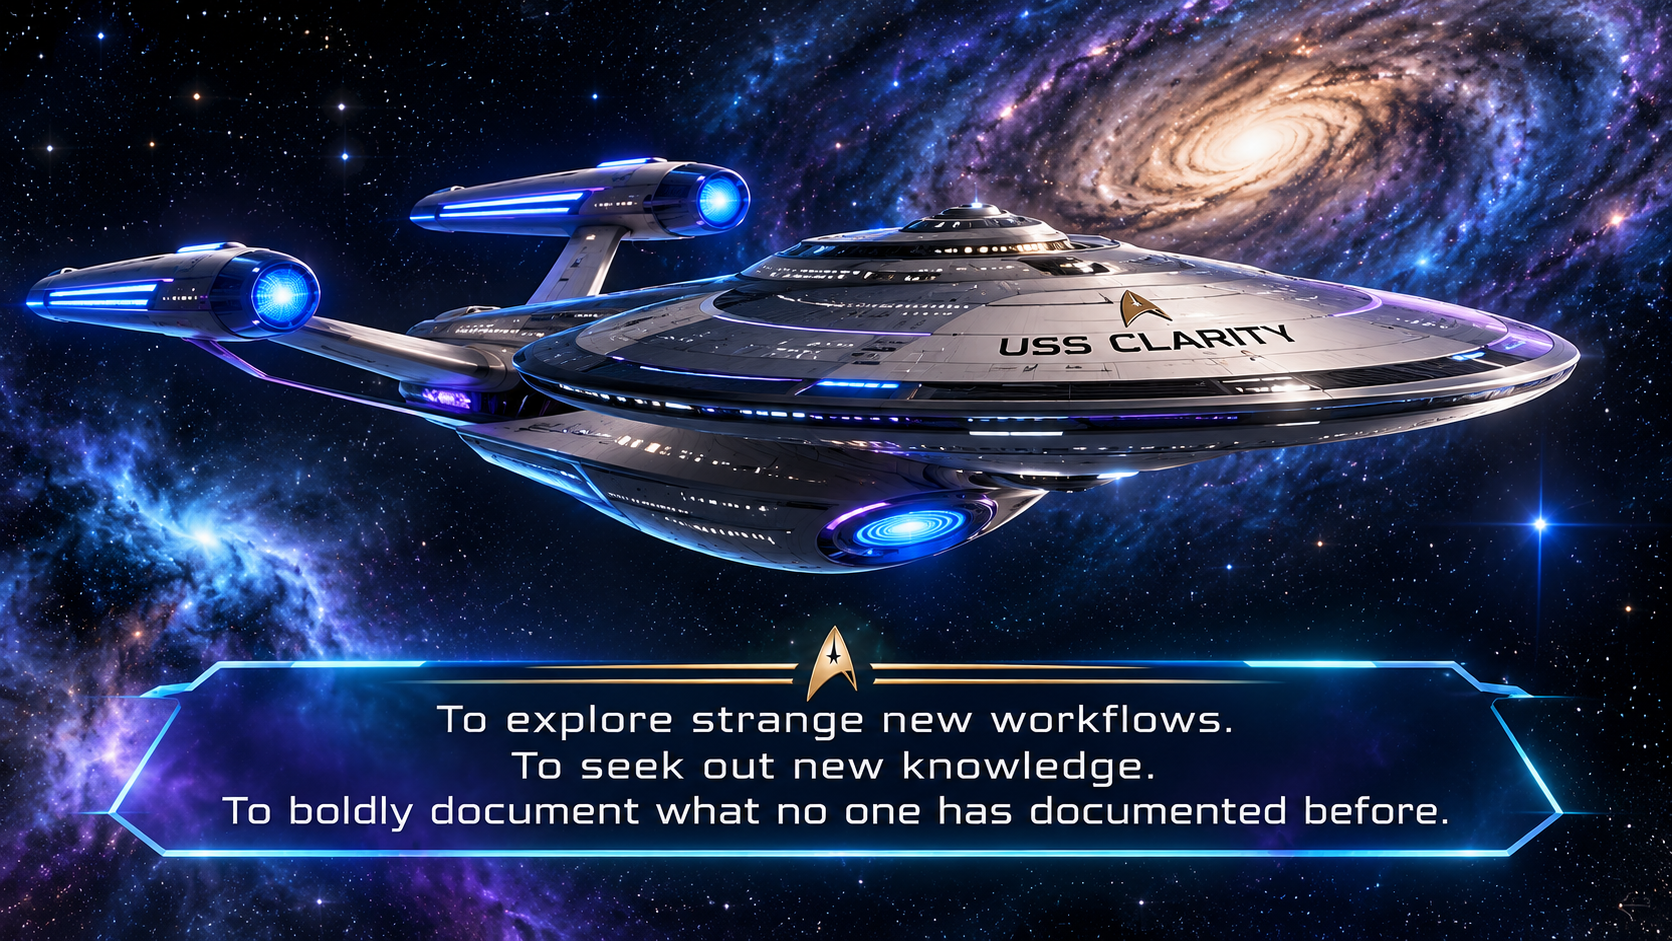 USS CLARITY
To explore strange new workflows.
To seek out new knowledge.
To boldly document what no one has documented before.